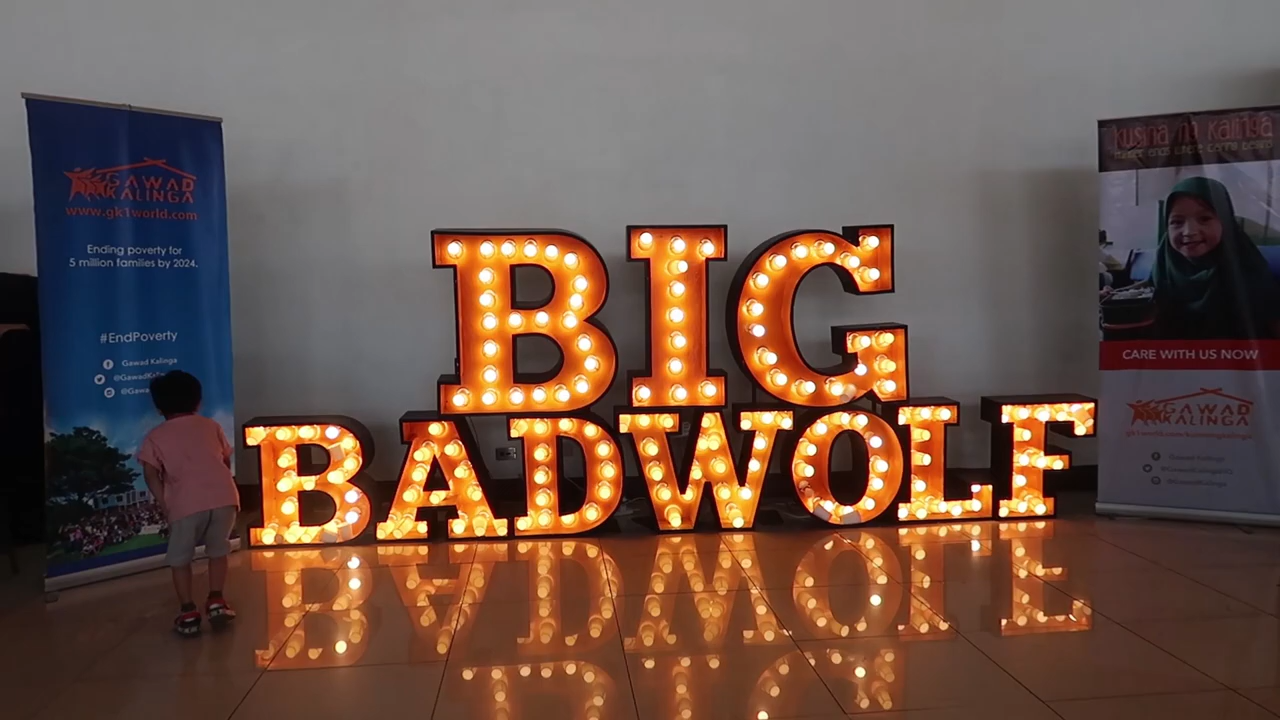 GAWAD
KALINGA
www.gk1world.com
Ending poverty for
5 million families by 2024.
#EndPoverty
Gawad Kalinga
BIG
BADWOLF
kusina ng kalinga
CARE WITH US NOW
GAWAD
KALINGA